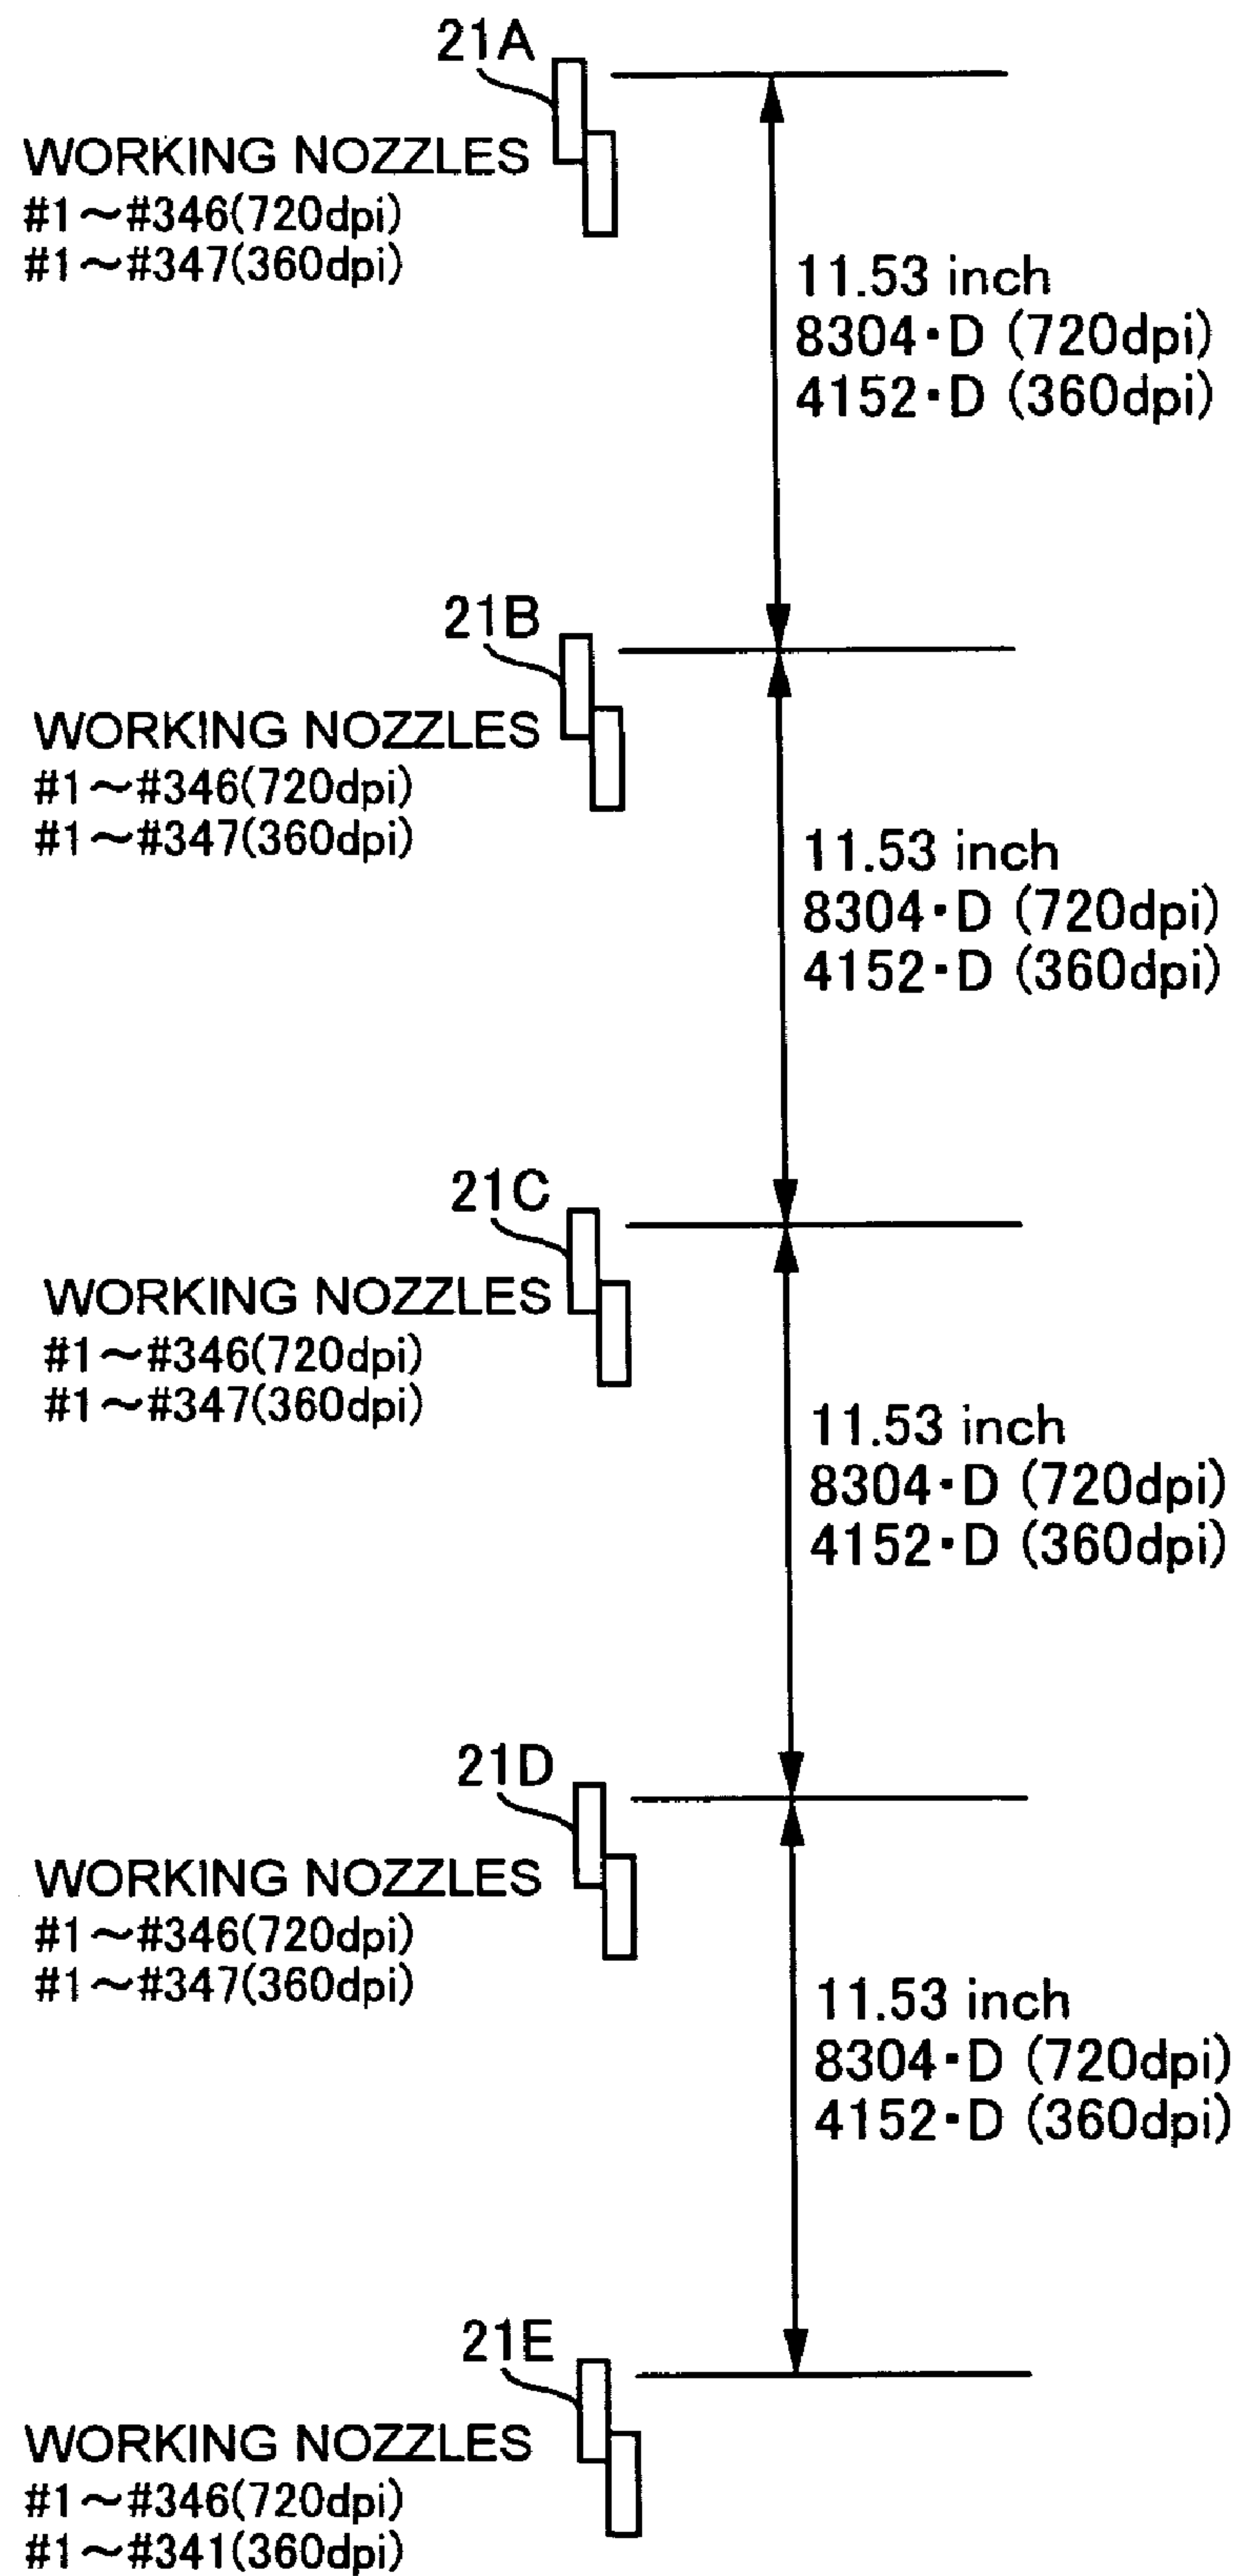 21A
WORKING NOZZLES
#1～#346(720dpi)
#1～#347(360dpi)
11.53 inch
8304･D (720dpi)
4152･D (360dpi)
21B
WORKING NOZZLES
#1～#346(720dpi)
#1～#347(360dpi)
11.53 inch
8304･D (720dpi)
4152･D (360dpi)
21C
WORKING NOZZLES
#1～#346(720dpi)
#1～#347(360dpi)
11.53 inch
8304･D (720dpi)
4152･D (360dpi)
21D
WORKING NOZZLES
#1～#346(720dpi)
#1～#347(360dpi)
11.53 inch
8304･D (720dpi)
4152･D (360dpi)
21E
WORKING NOZZLES
#1～#346(720dpi)
#1～#341(360dpi)